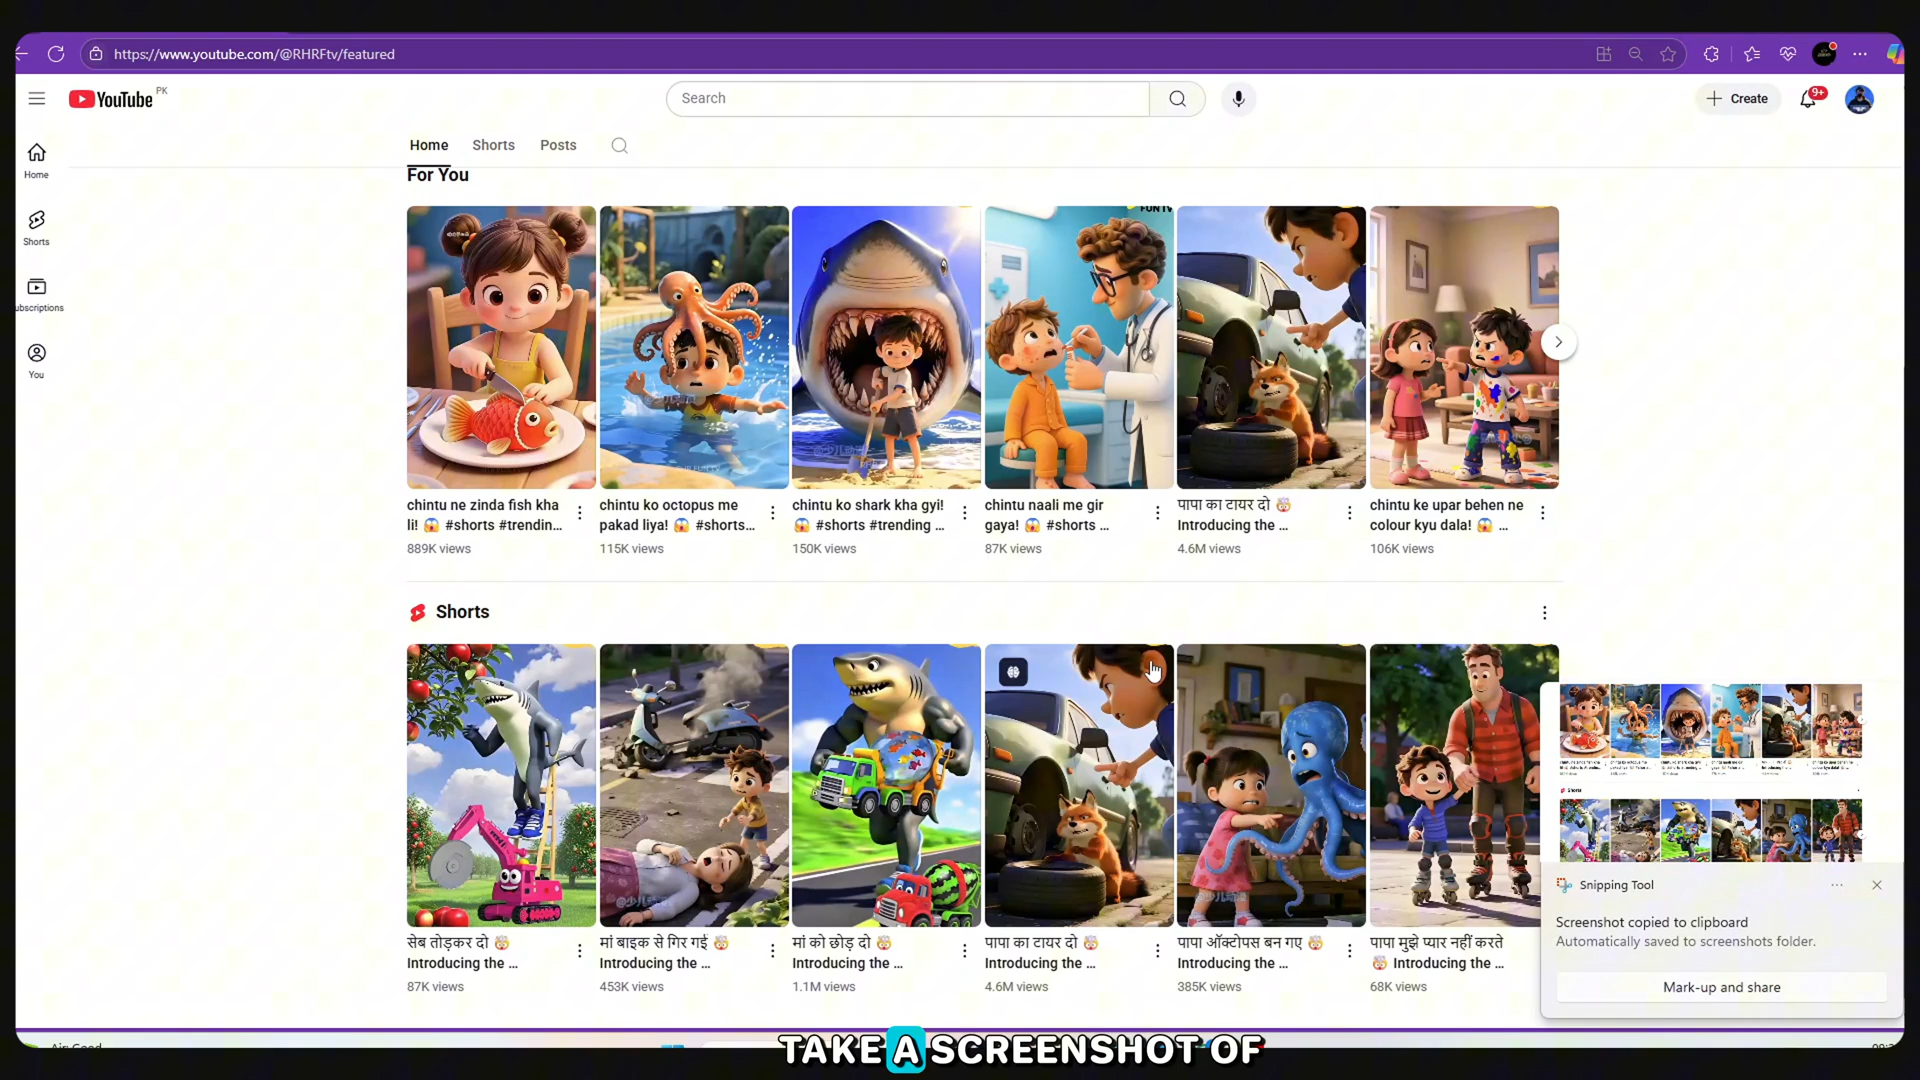 https://www.youtube.com/@RHRFtv/featured
YouTube PK
Search
Create
9+
Home
Shorts
Posts
Home
Shorts
ubscriptions
You
For You
FUN TV
chintu ne zinda fish kha
li! 😱 #shorts #trendin...
889K views
chintu ko octopus me
pakad liya! 😱 #shorts...
115K views
chintu ko shark kha gyi!
😱 #shorts #trending ...
150K views
chintu naali me gir
gaya! 😱 #shorts ...
87K views
पापा का टायर दो 🤯
Introducing the ...
4.6M views
chintu ke upar behen ne
colour kyu dala! 😱 ...
106K views
Shorts
सेब तोड़कर दो 🤯
Introducing the ...
87K views
मां बाइक से गिर गई 🤯
Introducing the ...
453K views
मां को छोड़ दो 🤯
Introducing the ...
1.1M views
पापा का टायर दो 🤯
Introducing the ...
4.6M views
पापा ऑक्टोपस बन गए 🤯
Introducing the ...
385K views
पापा मुझे प्यार नहीं करते
🤯 Introducing the ...
68K views
Snipping Tool
Screenshot copied to clipboard
Automatically saved to screenshots folder.
Mark-up and share
TAKE A SCREENSHOT OF